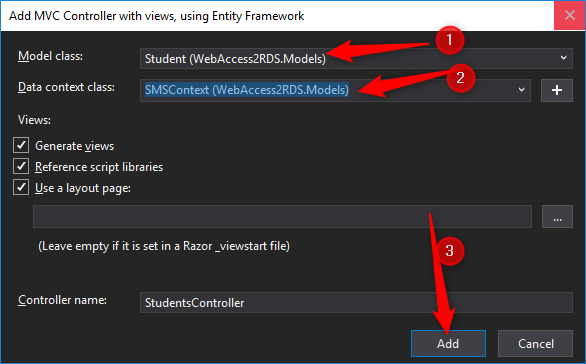 Add MVC Controller with views, using Entity Framework
1
Model class: Student (WebAccess2RDS.Models)
2
Data context class: SMSContext (WebAccess2RDS.Models) +
Views:
Generate views
Reference script libraries
Use a layout page:
...
(Leave empty if it is set in a Razor _viewstart file)
3
Controller name: StudentsController
Add Cancel